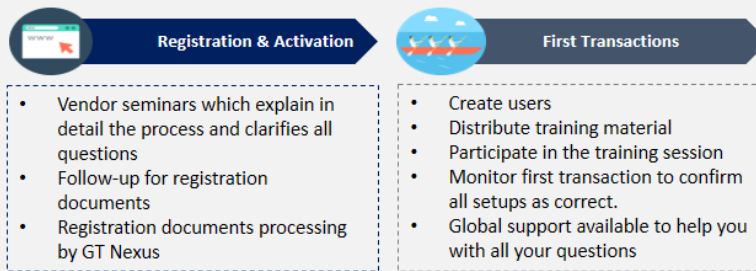 www
Registration & Activation
• Vendor seminars which explain in
detail the process and clarifies all
questions
• Follow-up for registration
documents
• Registration documents processing
by GT Nexus
First Transactions
• Create users
• Distribute training material
• Participate in the training session
• Monitor first transaction to confirm
all setups as correct.
• Global support available to help you
with all your questions